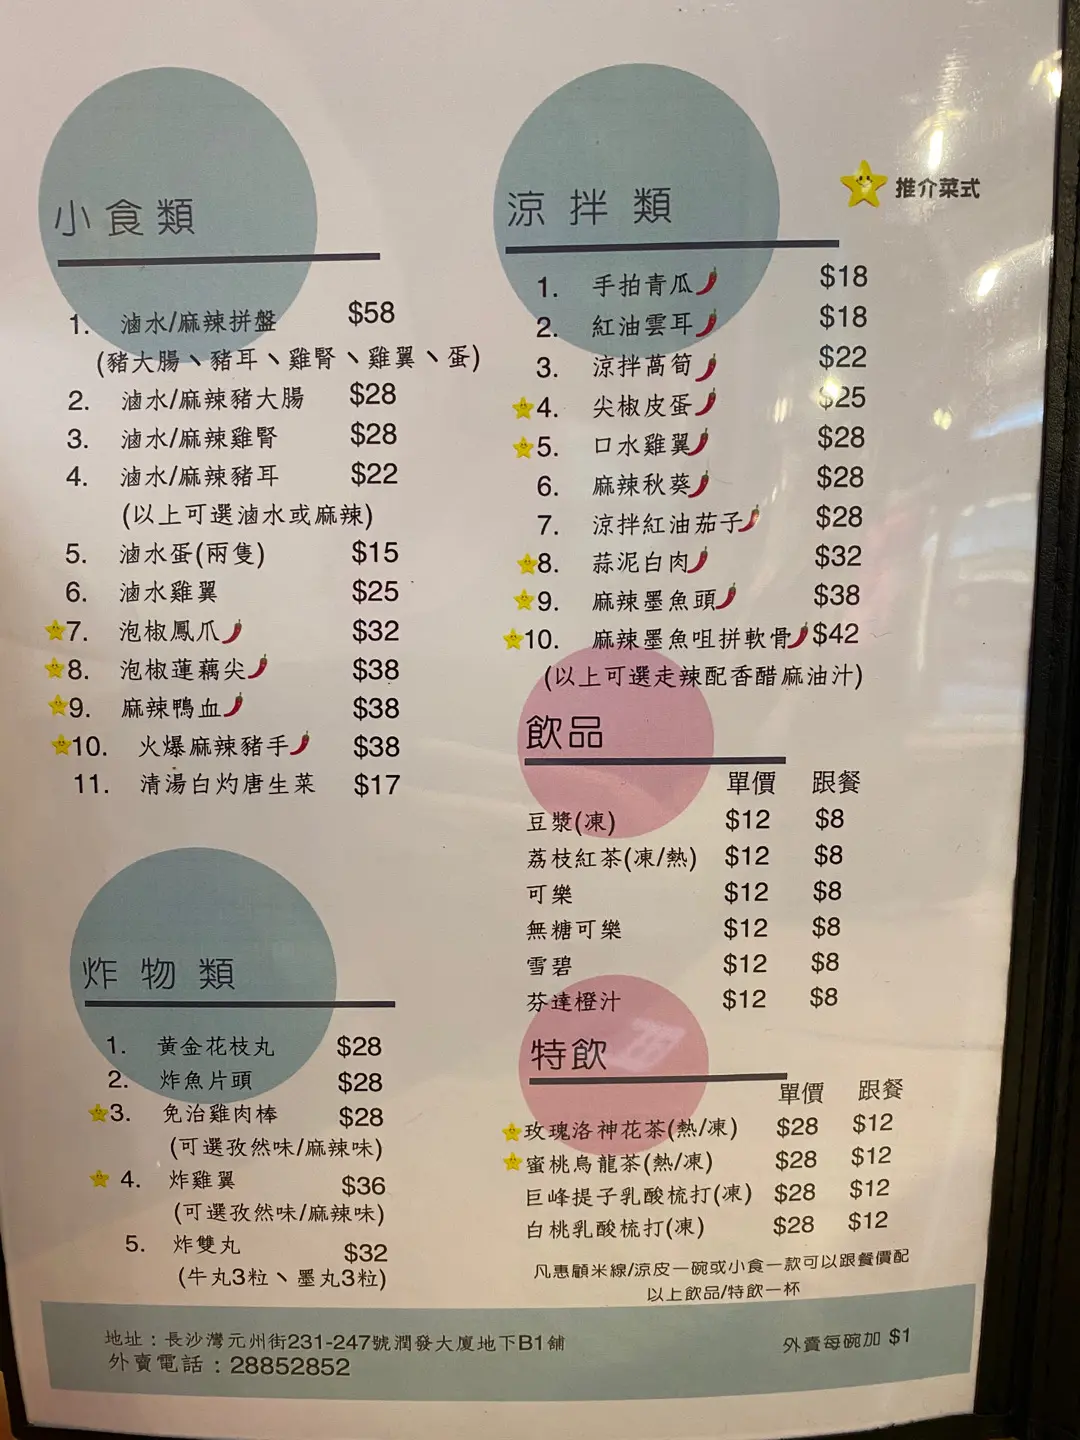 推介菜式
小食類
1. 滷水/麻辣拼盤 $58
(豬大腸、豬耳、雞腎、雞翼、蛋)
2. 滷水/麻辣豬大腸 $28
3. 滷水/麻辣雞腎 $28
4. 滷水/麻辣豬耳 $22
(以上可選滷水或麻辣)
5. 滷水蛋(兩隻) $15
6. 滷水雞翼 $25
7. 泡椒鳳爪 $32
8. 泡椒蓮藕尖 $38
9. 麻辣鴨血 $38
10. 火爆麻辣豬手 $38
11. 清湯白灼唐生菜 $17
炸物類
1. 黃金花枝丸 $28
2. 炸魚片頭 $28
3. 免治雞肉棒 $28
(可選孜然味/麻辣味)
4. 炸雞翼 $36
(可選孜然味/麻辣味)
5. 炸雙丸 $32
(牛丸3粒、墨丸3粒)
涼拌類
1. 手拍青瓜 $18
2. 紅油雲耳 $18
3. 涼拌萵筍 $22
4. 尖椒皮蛋 $25
5. 口水雞翼 $28
6. 麻辣秋葵 $28
7. 涼拌紅油茄子 $28
8. 蒜泥白肉 $32
9. 麻辣墨魚頭 $38
10. 麻辣墨魚咀拼軟骨 $42
(以上可選走辣配香醋麻油汁)
飲品
單價 跟餐
豆漿(凍) $12 $8
荔枝紅茶(凍/熱) $12 $8
可樂 $12 $8
無糖可樂 $12 $8
雪碧 $12 $8
芬達橙汁 $12 $8
特飲
單價 跟餐
玫瑰洛神花茶(熱/凍) $28 $12
蜜桃烏龍茶(熱/凍) $28 $12
巨峰提子乳酸梳打(凍) $28 $12
白桃乳酸梳打(凍) $28 $12
凡惠顧米線/涼皮一碗或小食一款可以跟餐價配
以上飲品/特飲一杯
地址：長沙灣元州街231-247號潤發大廈地下B1舖
外賣電話：28852852
外賣每碗加 $1